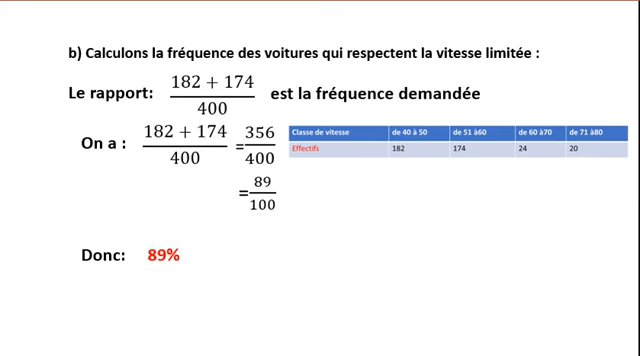 b) Calculons la fréquence des voitures qui respectent la vitesse limitée :
Le rapport: 182 + 174 / 400 est la fréquence demandée
On a : 182 + 174 / 400 = 356 / 400
= 89 / 100
Classe de vitesse de 40 à 50 de 51 à60 de 60 à70 de 71 à80
Effectifs 182 174 24 20
Donc: 89%